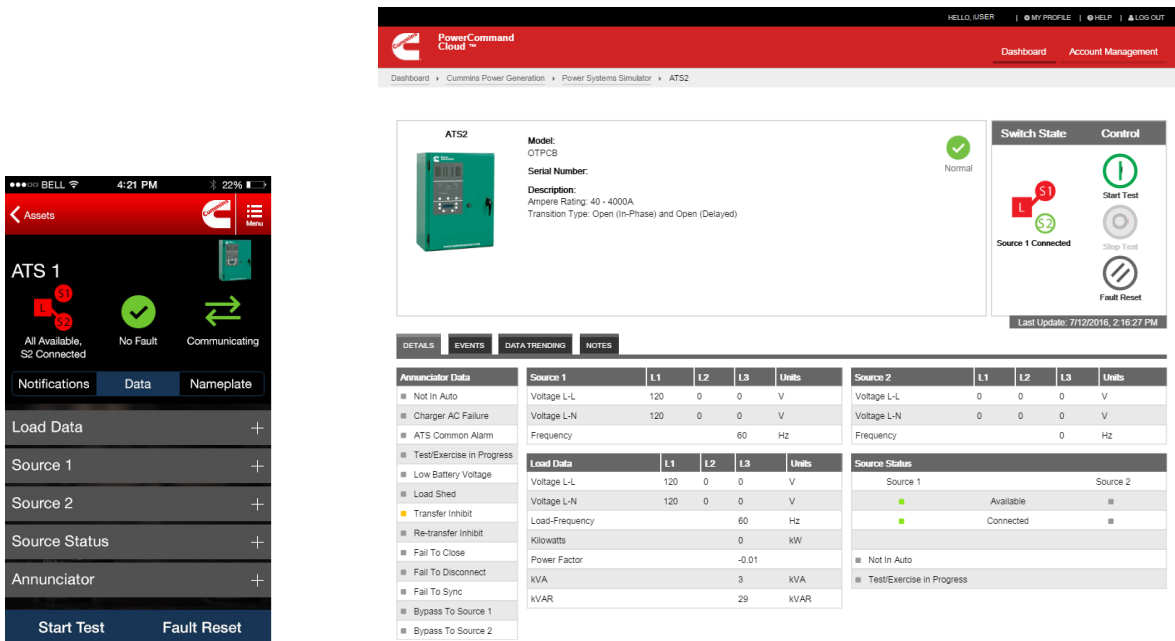 BELL 4:21 PM 22%
Assets
Cummins
Menu
ATS 1
S1
L
S2
All Available,
S2 Connected
No Fault
Communicating
Notifications Data Nameplate
Load Data +
Source 1 +
Source 2 +
Source Status +
Annunciator +
Start Test Fault Reset
HELLO, IUSER | MY PROFILE | HELP | LOG OUT
Cummins
PowerCommand
Cloud ™
Dashboard Account Management
Dashboard Cummins Power Generation Power Systems Simulator ATS2
ATS2
Model:
OTPCB
Serial Number:
Description:
Ampere Rating: 40 - 4000A
Transition Type: Open (In-Phase) and Open (Delayed)
Normal
Switch State Control
S1
L
S2
Source 1 Connected
Start Test
Stop Test
Fault Reset
Last Update: 7/12/2016, 2:16:27 PM
DETAILS EVENTS DATA TRENDING NOTES
Annunciator Data
Not In Auto
Charger AC Failure
ATS Common Alarm
Test/Exercise in Progress
Low Battery Voltage
Load Shed
Transfer Inhibit
Re-transfer Inhibit
Fail To Close
Fail To Disconnect
Fail To Sync
Bypass To Source 1
Bypass To Source 2
Source 1 L1 L2 L3 Units
Voltage L-L 120 0 0 V
Voltage L-N 120 0 0 V
Frequency 60 Hz
Load Data L1 L2 L3 Units
Voltage L-L 120 0 0 V
Voltage L-N 120 0 0 V
Load-Frequency 60 Hz
Kilowatts 0 kW
Power Factor -0.01
kVA 3 kVA
kVAR 29 kVAR
Source 2 L1 L2 L3 Units
Voltage L-L 0 0 0 V
Voltage L-N 0 0 0 V
Frequency 0 Hz
Source Status
Source 1 Source 2
Available
Connected
Not In Auto
Test/Exercise in Progress